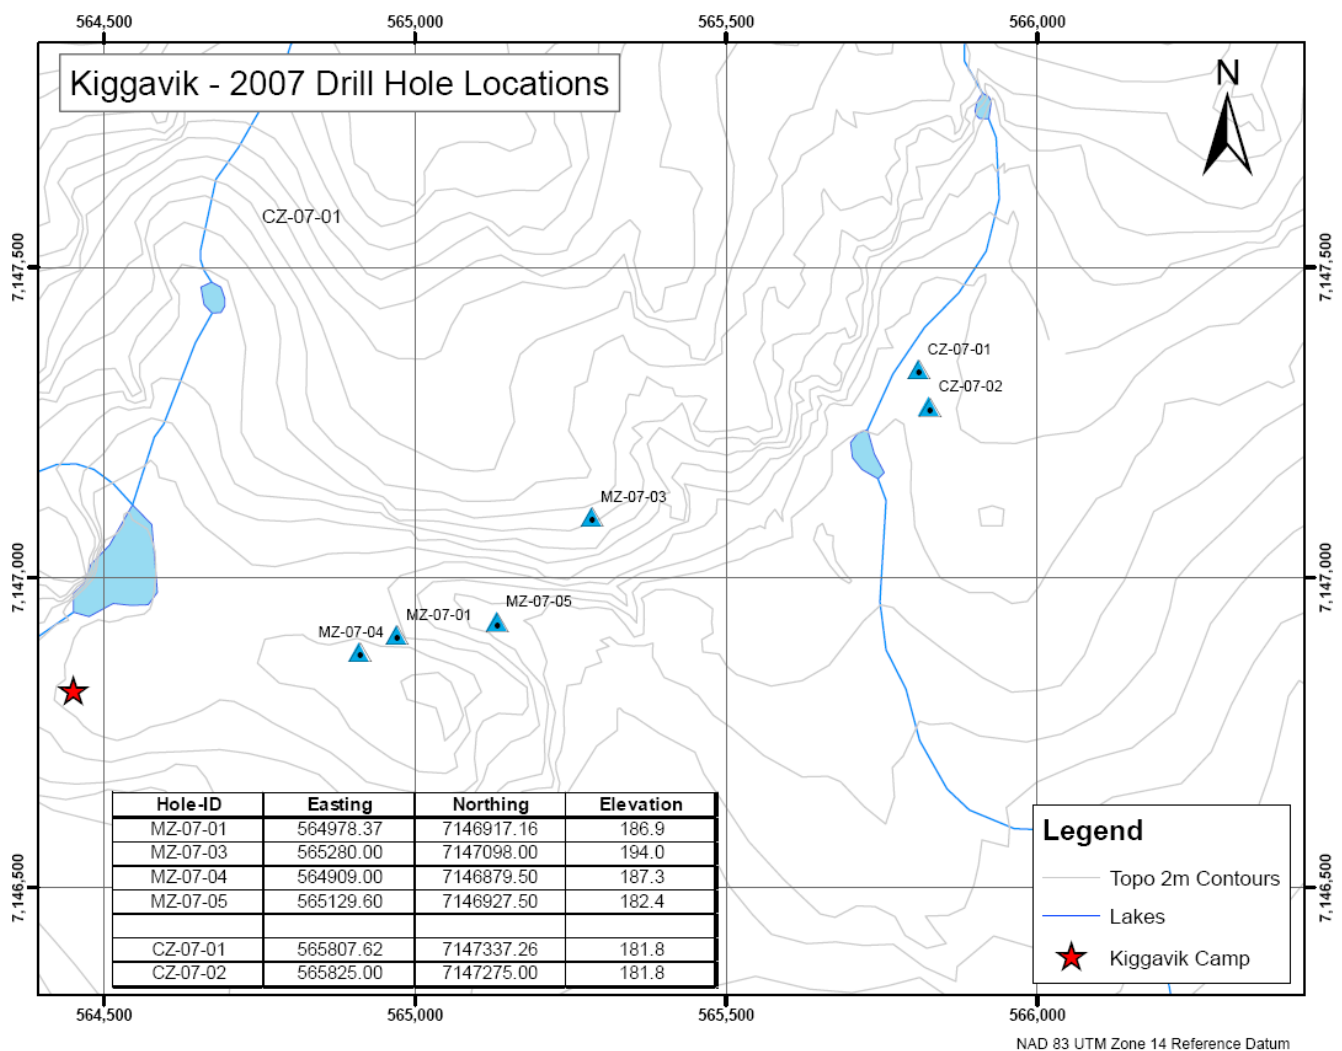 564,500 565,000 565,500 566,000
Kiggavik - 2007 Drill Hole Locations
N
CZ-07-01
7,147,500 7,147,500
CZ-07-01
CZ-07-02
MZ-07-03
7,147,000 7,147,000
MZ-07-05
MZ-07-01
MZ-07-04
Hole-ID Easting Northing Elevation
MZ-07-01 564978.37 7146917.16 186.9
MZ-07-03 565280.00 7147098.00 194.0
MZ-07-04 564909.00 7146879.50 187.3
MZ-07-05 565129.60 7146927.50 182.4
CZ-07-01 565807.62 7147337.26 181.8
CZ-07-02 565825.00 7147275.00 181.8
7,146,500 7,146,500
Legend
Topo 2m Contours
Lakes
Kiggavik Camp
564,500 565,000 565,500 566,000
NAD 83 UTM Zone 14 Reference Datum